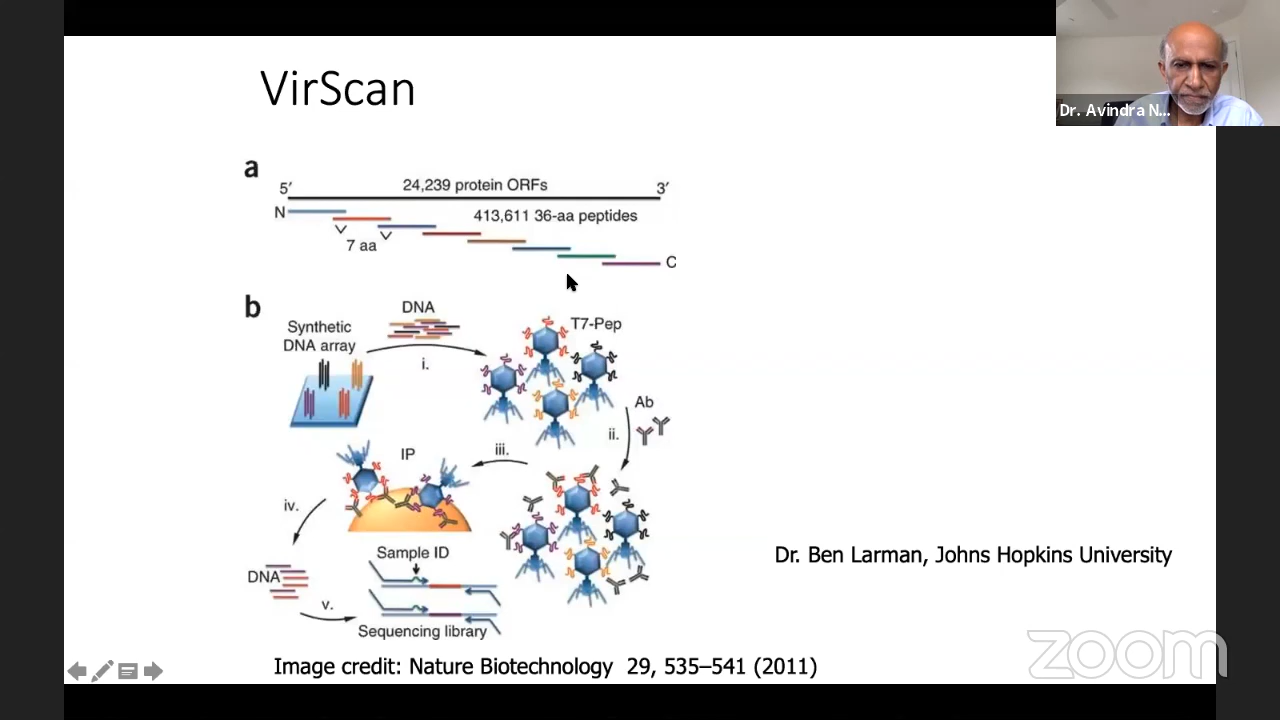 VirScan
Dr. Avindra N...
a
5′ 24,239 protein ORFs 3′
N
413,611 36-aa peptides
7 aa
C
b
DNA
Synthetic
DNA array
i.
T7-Pep
Ab
ii.
iii.
IP
iv.
Sample ID
DNA
v.
Sequencing library
Dr. Ben Larman, Johns Hopkins University
Image credit: Nature Biotechnology 29, 535–541 (2011)
zoom